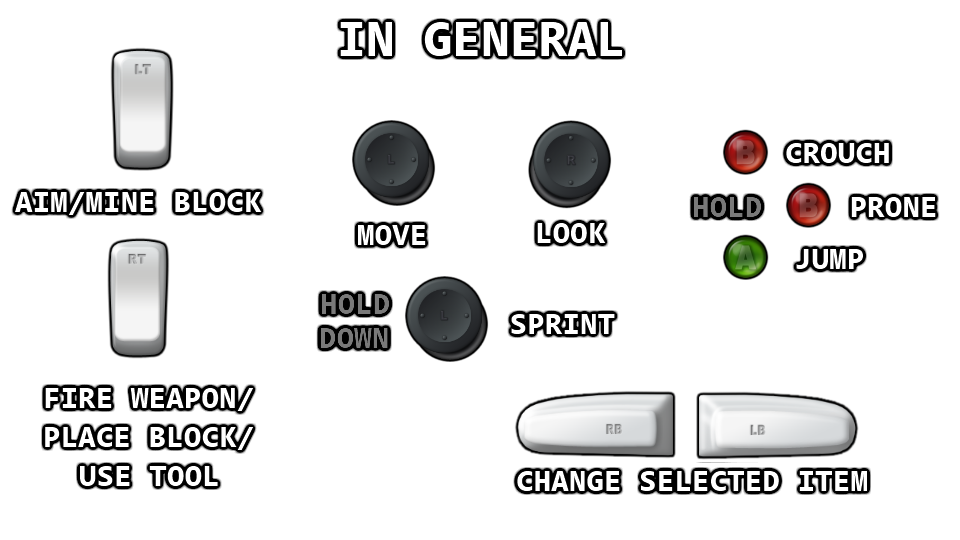 IN GENERAL
LT
AIM/MINE BLOCK
RT
FIRE WEAPON/
PLACE BLOCK/
USE TOOL
L
MOVE
R
LOOK
HOLD
DOWN
L
SPRINT
B CROUCH
HOLD B PRONE
A JUMP
RB LB
CHANGE SELECTED ITEM